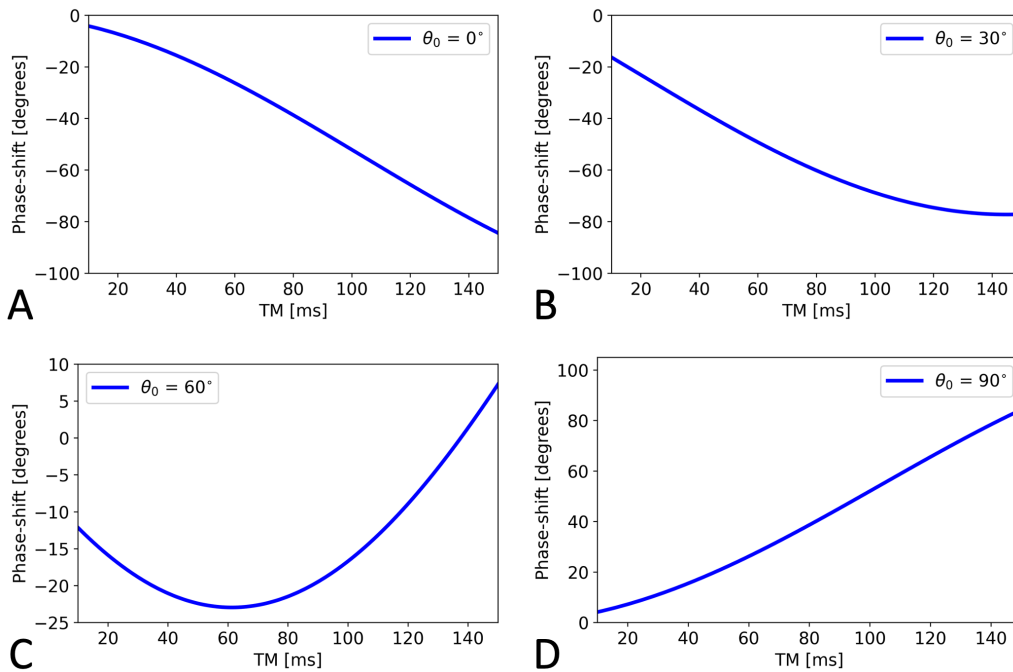 0
−20
−40
−60
−80
−100
Phase-shift [degrees]
θ₀ = 0°
20 40 60 80 100 120 140
TM [ms]
A
0
−20
−40
−60
−80
−100
Phase-shift [degrees]
θ₀ = 30°
20 40 60 80 100 120 140
TM [ms]
B
10
5
0
−5
−10
−15
−20
−25
Phase-shift [degrees]
θ₀ = 60°
20 40 60 80 100 120 140
TM [ms]
C
100
80
60
40
20
0
Phase-shift [degrees]
θ₀ = 90°
20 40 60 80 100 120 140
TM [ms]
D